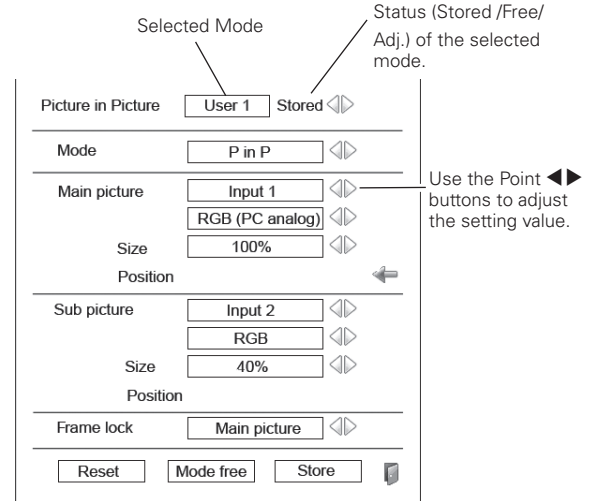 Selected Mode
Status (Stored /Free/
Adj.) of the selected
mode.
Picture in Picture User 1 Stored
Mode P in P
Main picture Input 1
RGB (PC analog)
Size 100%
Position
Use the Point ◀▶
buttons to adjust
the setting value.
Sub picture Input 2
RGB
Size 40%
Position
Frame lock Main picture
Reset Mode free Store